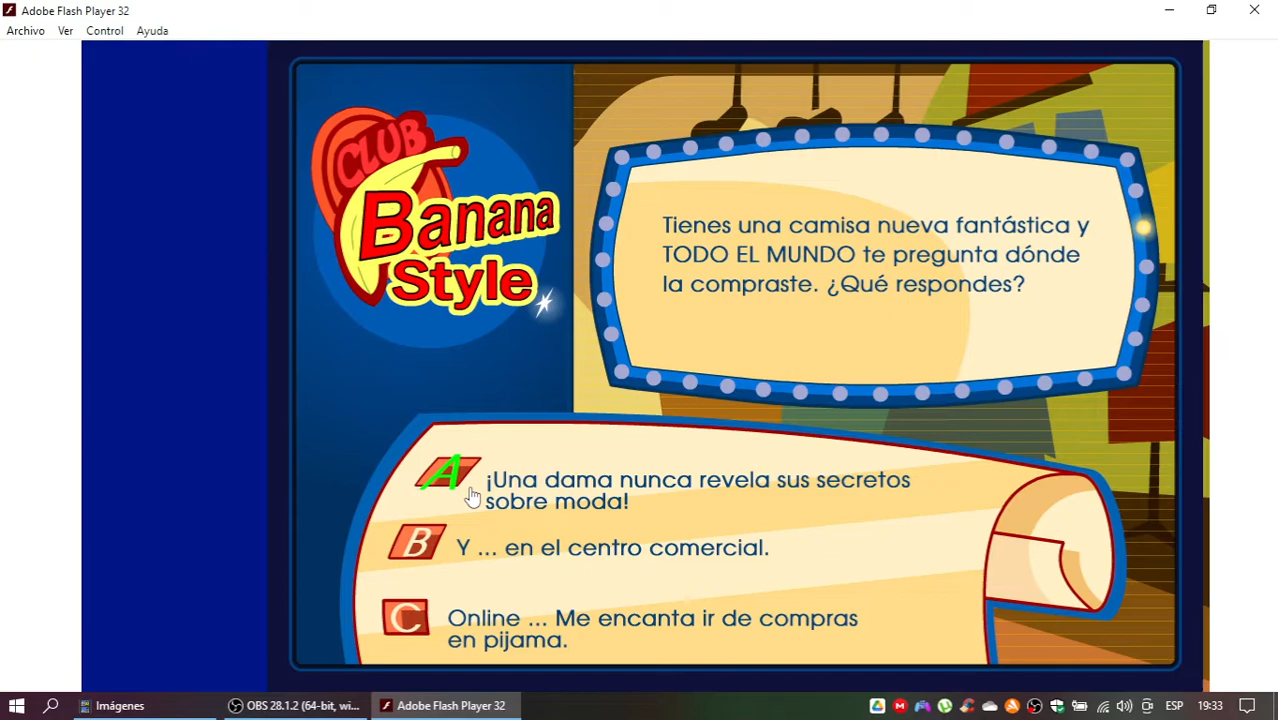 Adobe Flash Player 32
Archivo Ver Control Ayuda
CLUB
Banana
Style
Tienes una camisa nueva fantástica y
TODO EL MUNDO te pregunta dónde
la compraste. ¿Qué respondes?
A ¡Una dama nunca revela sus secretos
sobre moda!
B Y ... en el centro comercial.
C Online ... Me encanta ir de compras
en pijama.
Imágenes OBS 28.1.2 (64-bit, wi... Adobe Flash Player 32 ESP 19:33